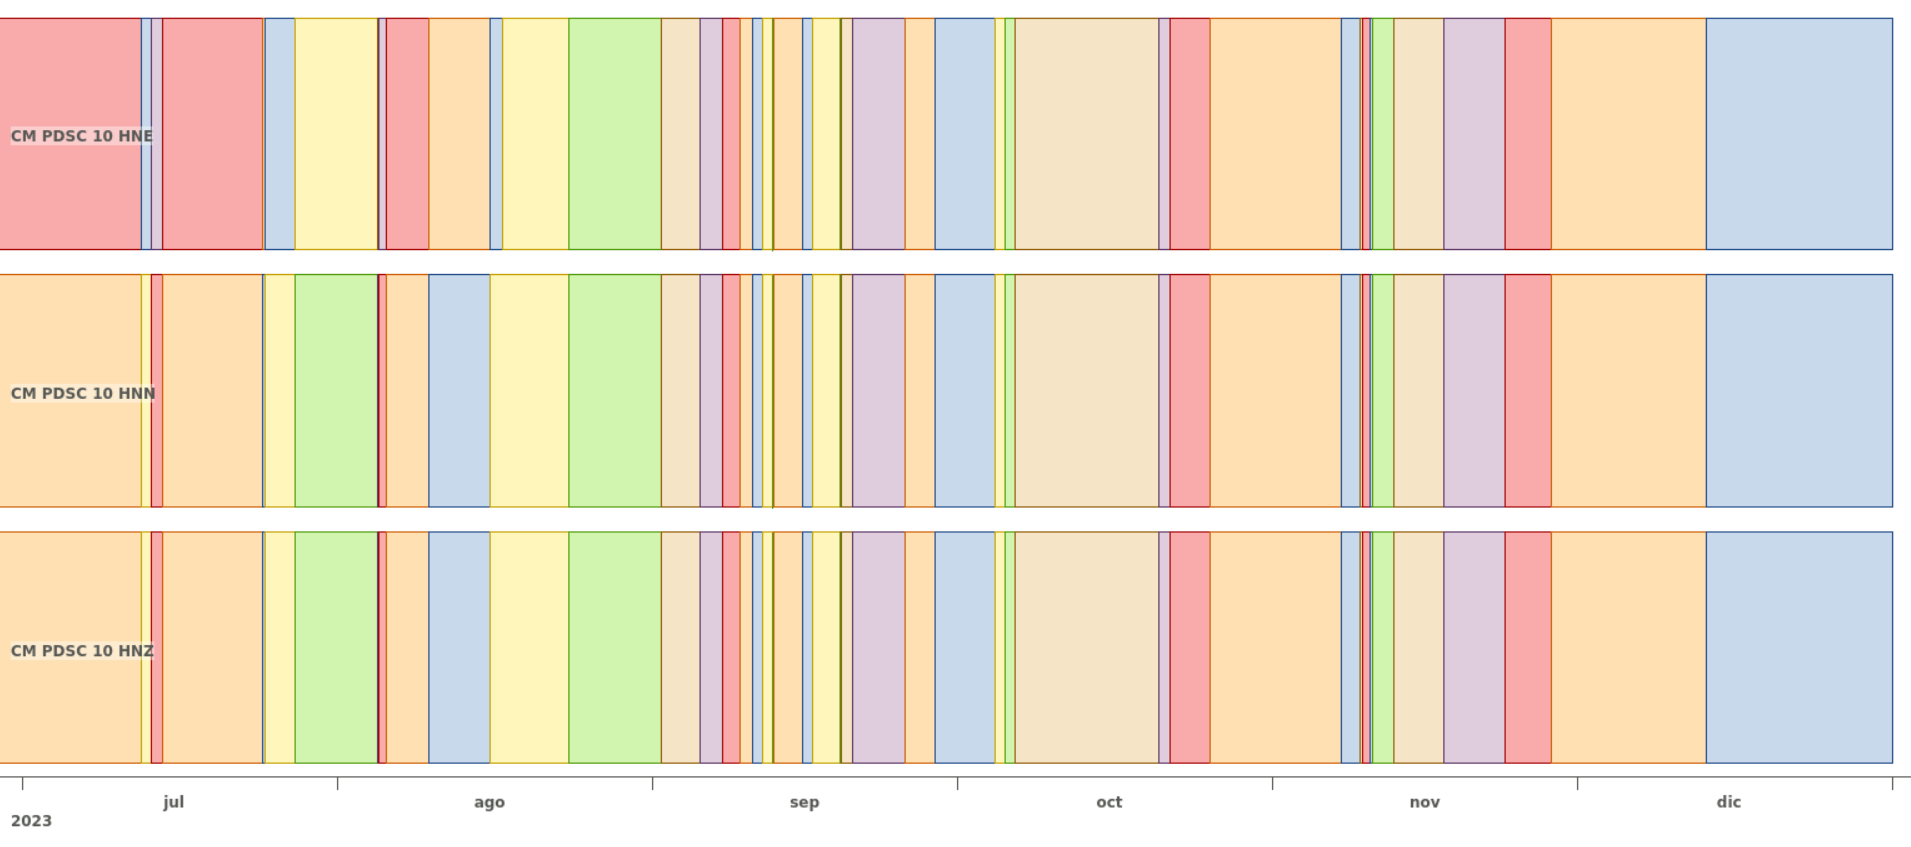 CM PDSC 10 HNE
CM PDSC 10 HNN
CM PDSC 10 HNZ
jul ago sep oct nov dic
2023